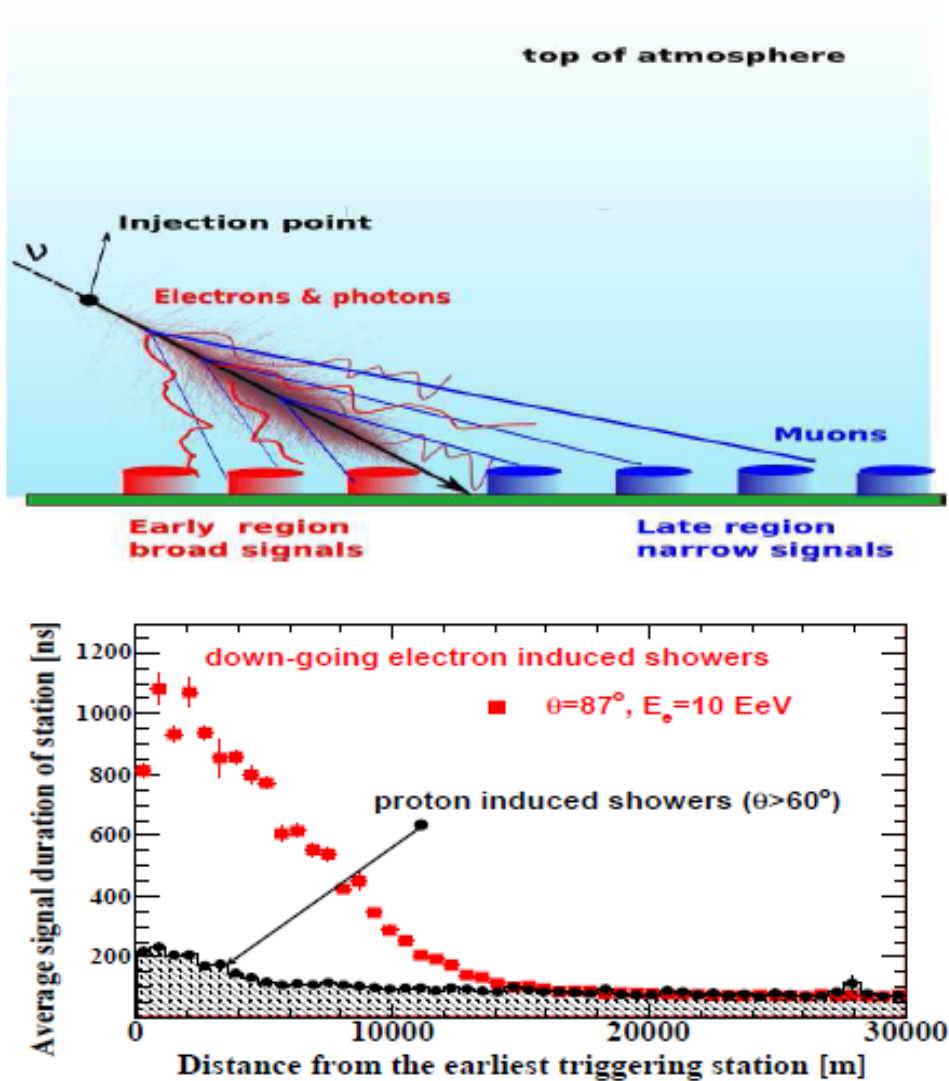 top of atmosphere
Injection point
ν
Electrons & photons
Muons
Early region
broad signals
Late region
narrow signals
Average signal duration of station [ns]
1200
1000
800
600
400
200
down-going electron induced showers
θ=87°, Ee=10 EeV
proton induced showers (θ>60°)
0
10000
20000
30000
Distance from the earliest triggering station [m]